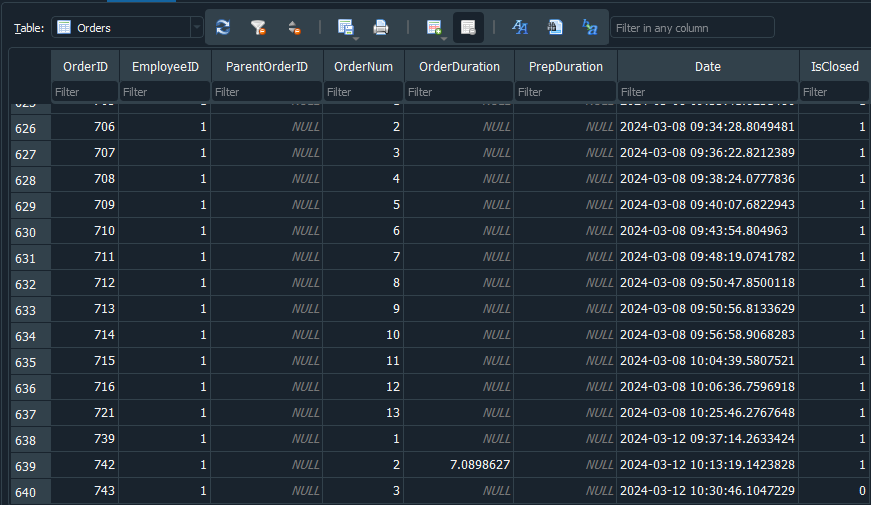 Table: Orders Filter in any column
OrderID EmployeeID ParentOrderID OrderNum OrderDuration PrepDuration Date IsClosed
Filter Filter Filter Filter Filter Filter Filter Filter
626 706 1 NULL 2 NULL NULL 2024-03-08 09:34:28.8049481 1
627 707 1 NULL 3 NULL NULL 2024-03-08 09:36:22.8212389 1
628 708 1 NULL 4 NULL NULL 2024-03-08 09:38:24.0777836 1
629 709 1 NULL 5 NULL NULL 2024-03-08 09:40:07.6822943 1
630 710 1 NULL 6 NULL NULL 2024-03-08 09:43:54.804963 1
631 711 1 NULL 7 NULL NULL 2024-03-08 09:48:19.0741782 1
632 712 1 NULL 8 NULL NULL 2024-03-08 09:50:47.8500118 1
633 713 1 NULL 9 NULL NULL 2024-03-08 09:50:56.8133629 1
634 714 1 NULL 10 NULL NULL 2024-03-08 09:56:58.9068283 1
635 715 1 NULL 11 NULL NULL 2024-03-08 10:04:39.5807521 1
636 716 1 NULL 12 NULL NULL 2024-03-08 10:06:36.7596918 1
637 721 1 NULL 13 NULL NULL 2024-03-08 10:25:46.2767648 1
638 739 1 NULL 1 NULL NULL 2024-03-12 09:37:14.2633424 1
639 742 1 NULL 2 7.0898627 NULL 2024-03-12 10:13:19.1423828 1
640 743 1 NULL 3 NULL NULL 2024-03-12 10:30:46.1047229 0